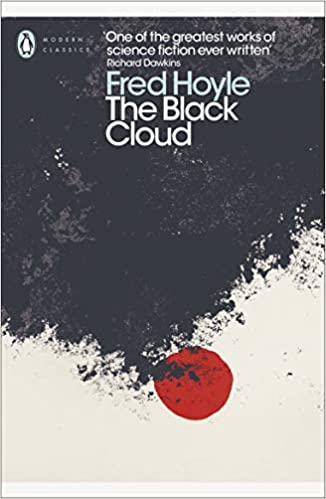 MODERN
CLASSICS
'One of the greatest works of
science fiction ever written'
Richard Dawkins
Fred Hoyle
The Black
Cloud